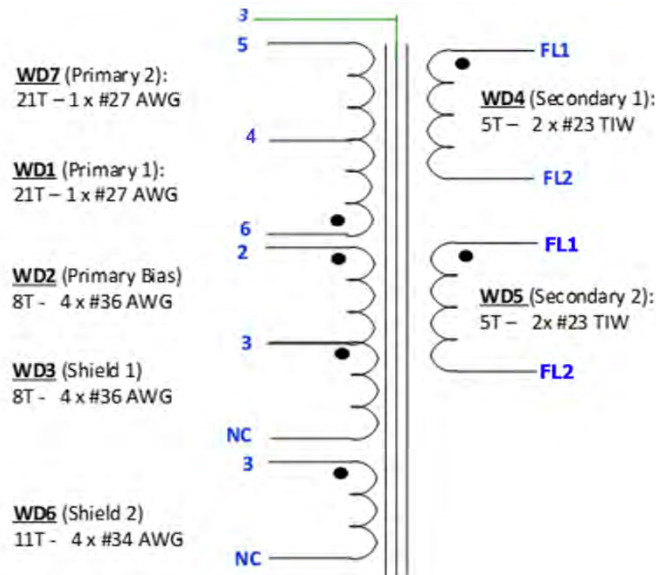 3
5
WD7 (Primary 2):
21T – 1 x #27 AWG
4
WD1 (Primary 1):
21T – 1 x #27 AWG
6
2
WD2 (Primary Bias)
8T - 4 x #36 AWG
3
WD3 (Shield 1)
8T - 4 x #36 AWG
NC
3
WD6 (Shield 2)
11T - 4 x #34 AWG
NC
FL1
WD4 (Secondary 1):
5T – 2 x #23 TIW
FL2
FL1
WD5 (Secondary 2):
5T – 2x #23 TIW
FL2